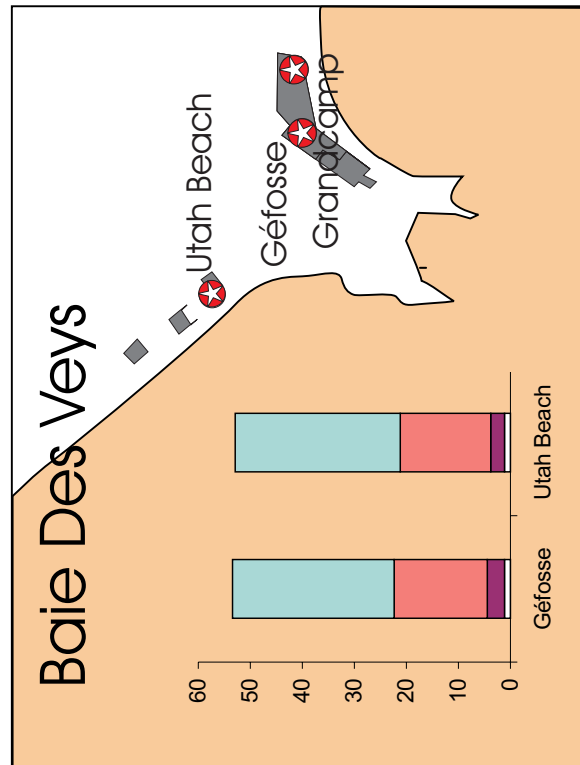 Baie Des Veys
Utah Beach
Géfosse
Grandcamp
60
50
40
30
20
10
0
Géfosse
Utah Beach